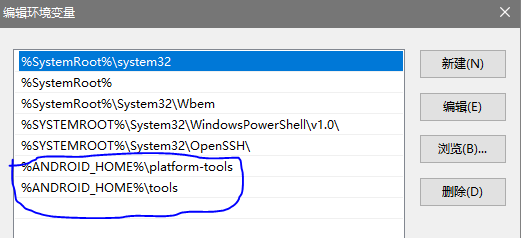 编辑环境变量
%SystemRoot%\system32
%SystemRoot%
%SystemRoot%\System32\Wbem
%SYSTEMROOT%\System32\WindowsPowerShell\v1.0\
%SYSTEMROOT%\System32\OpenSSH\
%ANDROID_HOME%\platform-tools
%ANDROID_HOME%\tools
新建(N)
编辑(E)
浏览(B)...
删除(D)